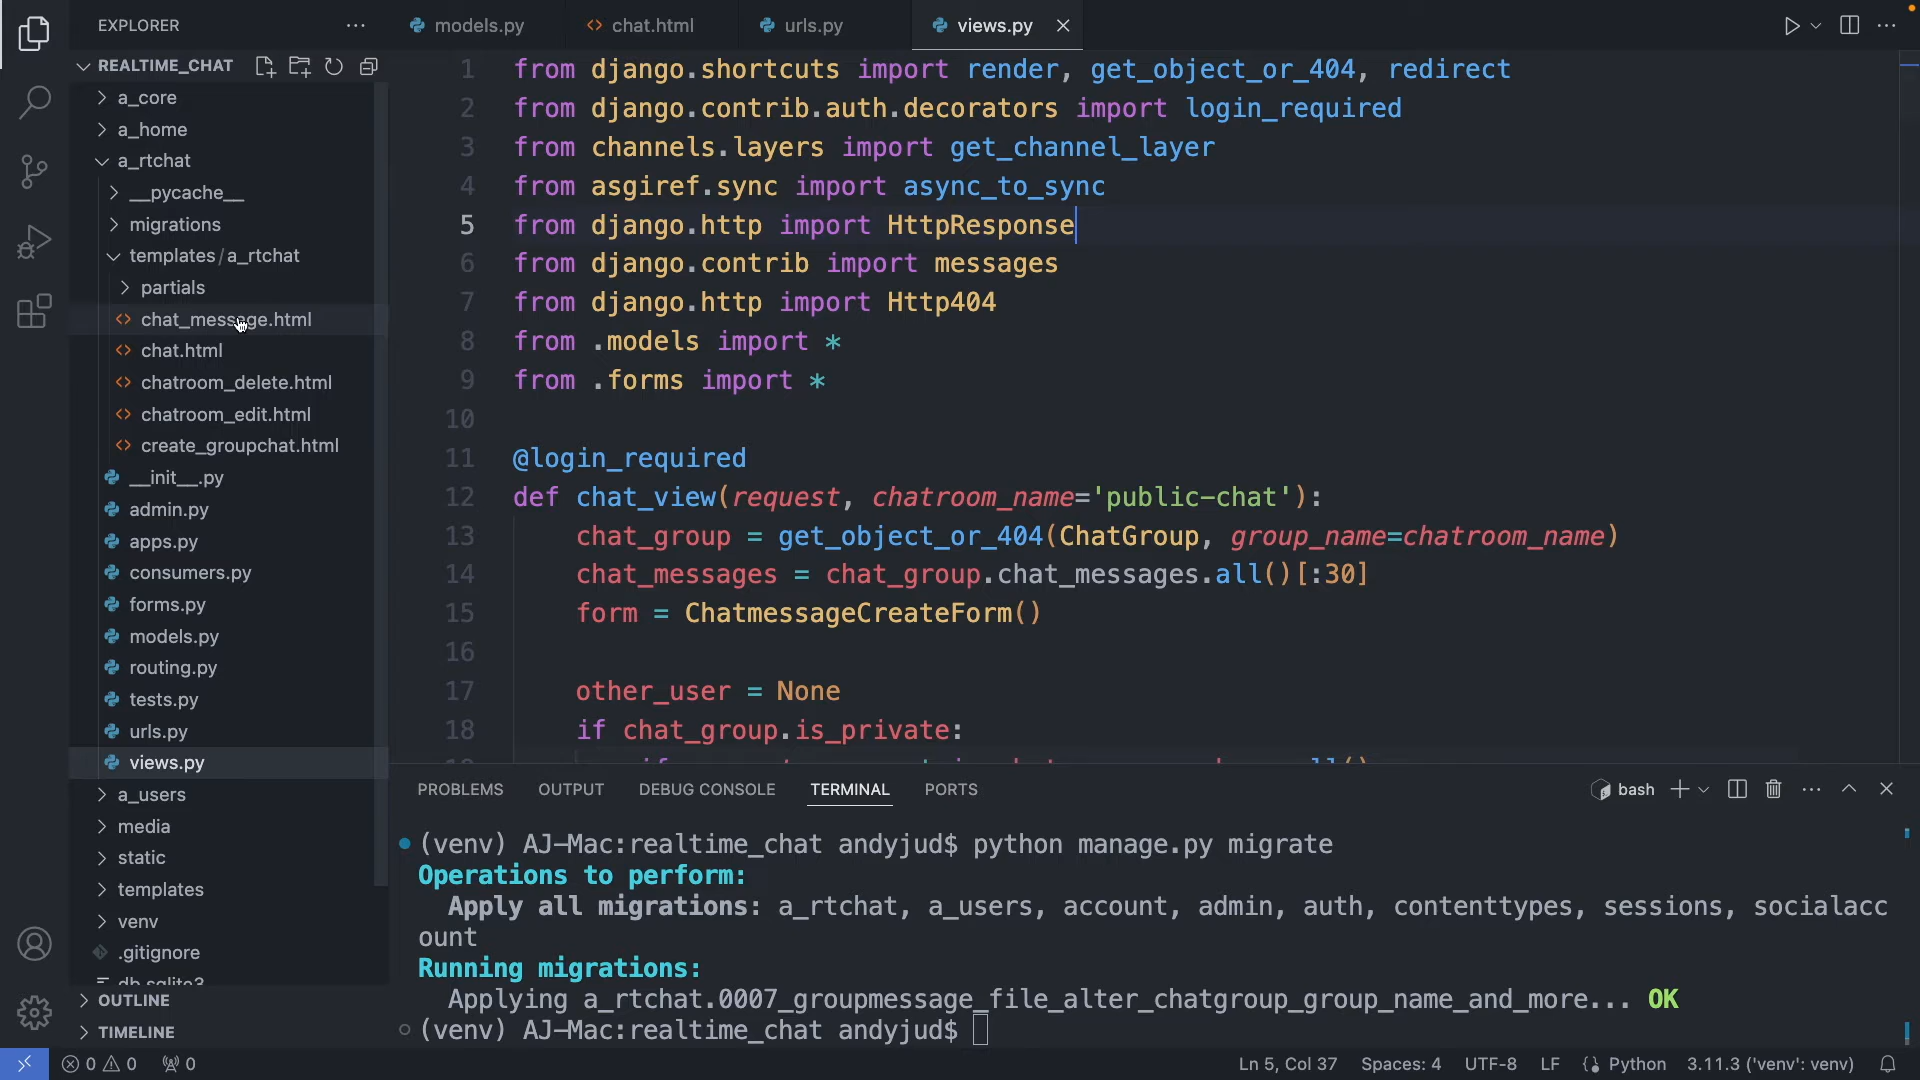 EXPLORER
models.py
chat.html
urls.py
views.py
REALTIME_CHAT
a_core
a_home
a_rtchat
__pycache__
migrations
templates/a_rtchat
partials
chat_message.html
chat.html
chatroom_delete.html
chatroom_edit.html
create_groupchat.html
__init__.py
admin.py
apps.py
consumers.py
forms.py
models.py
routing.py
tests.py
urls.py
views.py
a_users
media
static
templates
venv
.gitignore
db.sqlite3
OUTLINE
TIMELINE
1 from django.shortcuts import render, get_object_or_404, redirect
2 from django.contrib.auth.decorators import login_required
3 from channels.layers import get_channel_layer
4 from asgiref.sync import async_to_sync
5 from django.http import HttpResponse
6 from django.contrib import messages
7 from django.http import Http404
8 from .models import *
9 from .forms import *
10
11 @login_required
12 def chat_view(request, chatroom_name='public-chat'):
13 chat_group = get_object_or_404(ChatGroup, group_name=chatroom_name)
14 chat_messages = chat_group.chat_messages.all()[:30]
15 form = ChatmessageCreateForm()
16
17 other_user = None
18 if chat_group.is_private:
PROBLEMS OUTPUT DEBUG CONSOLE TERMINAL PORTS
bash
(venv) AJ-Mac:realtime_chat andyjud$ python manage.py migrate
Operations to perform:
Apply all migrations: a_rtchat, a_users, account, admin, auth, contenttypes, sessions, socialacc
ount
Running migrations:
Applying a_rtchat.0007_groupmessage_file_alter_chatgroup_group_name_and_more... OK
(venv) AJ-Mac:realtime_chat andyjud$
0 0 0
Ln 5, Col 37 Spaces: 4 UTF-8 LF Python 3.11.3 ('venv': venv)